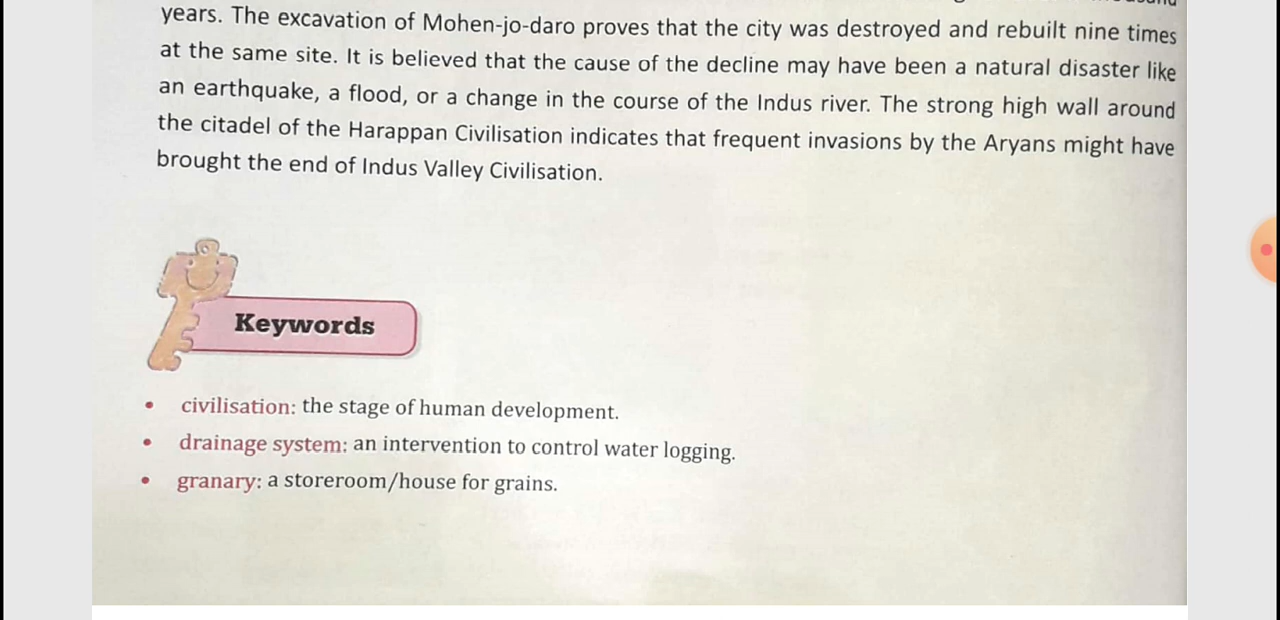 years. The excavation of Mohen-jo-daro proves that the city was destroyed and rebuilt nine times
at the same site. It is believed that the cause of the decline may have been a natural disaster like
an earthquake, a flood, or a change in the course of the Indus river. The strong high wall around
the citadel of the Harappan Civilisation indicates that frequent invasions by the Aryans might have
brought the end of Indus Valley Civilisation.
Keywords
• civilisation: the stage of human development.
• drainage system: an intervention to control water logging.
• granary: a storeroom/house for grains.